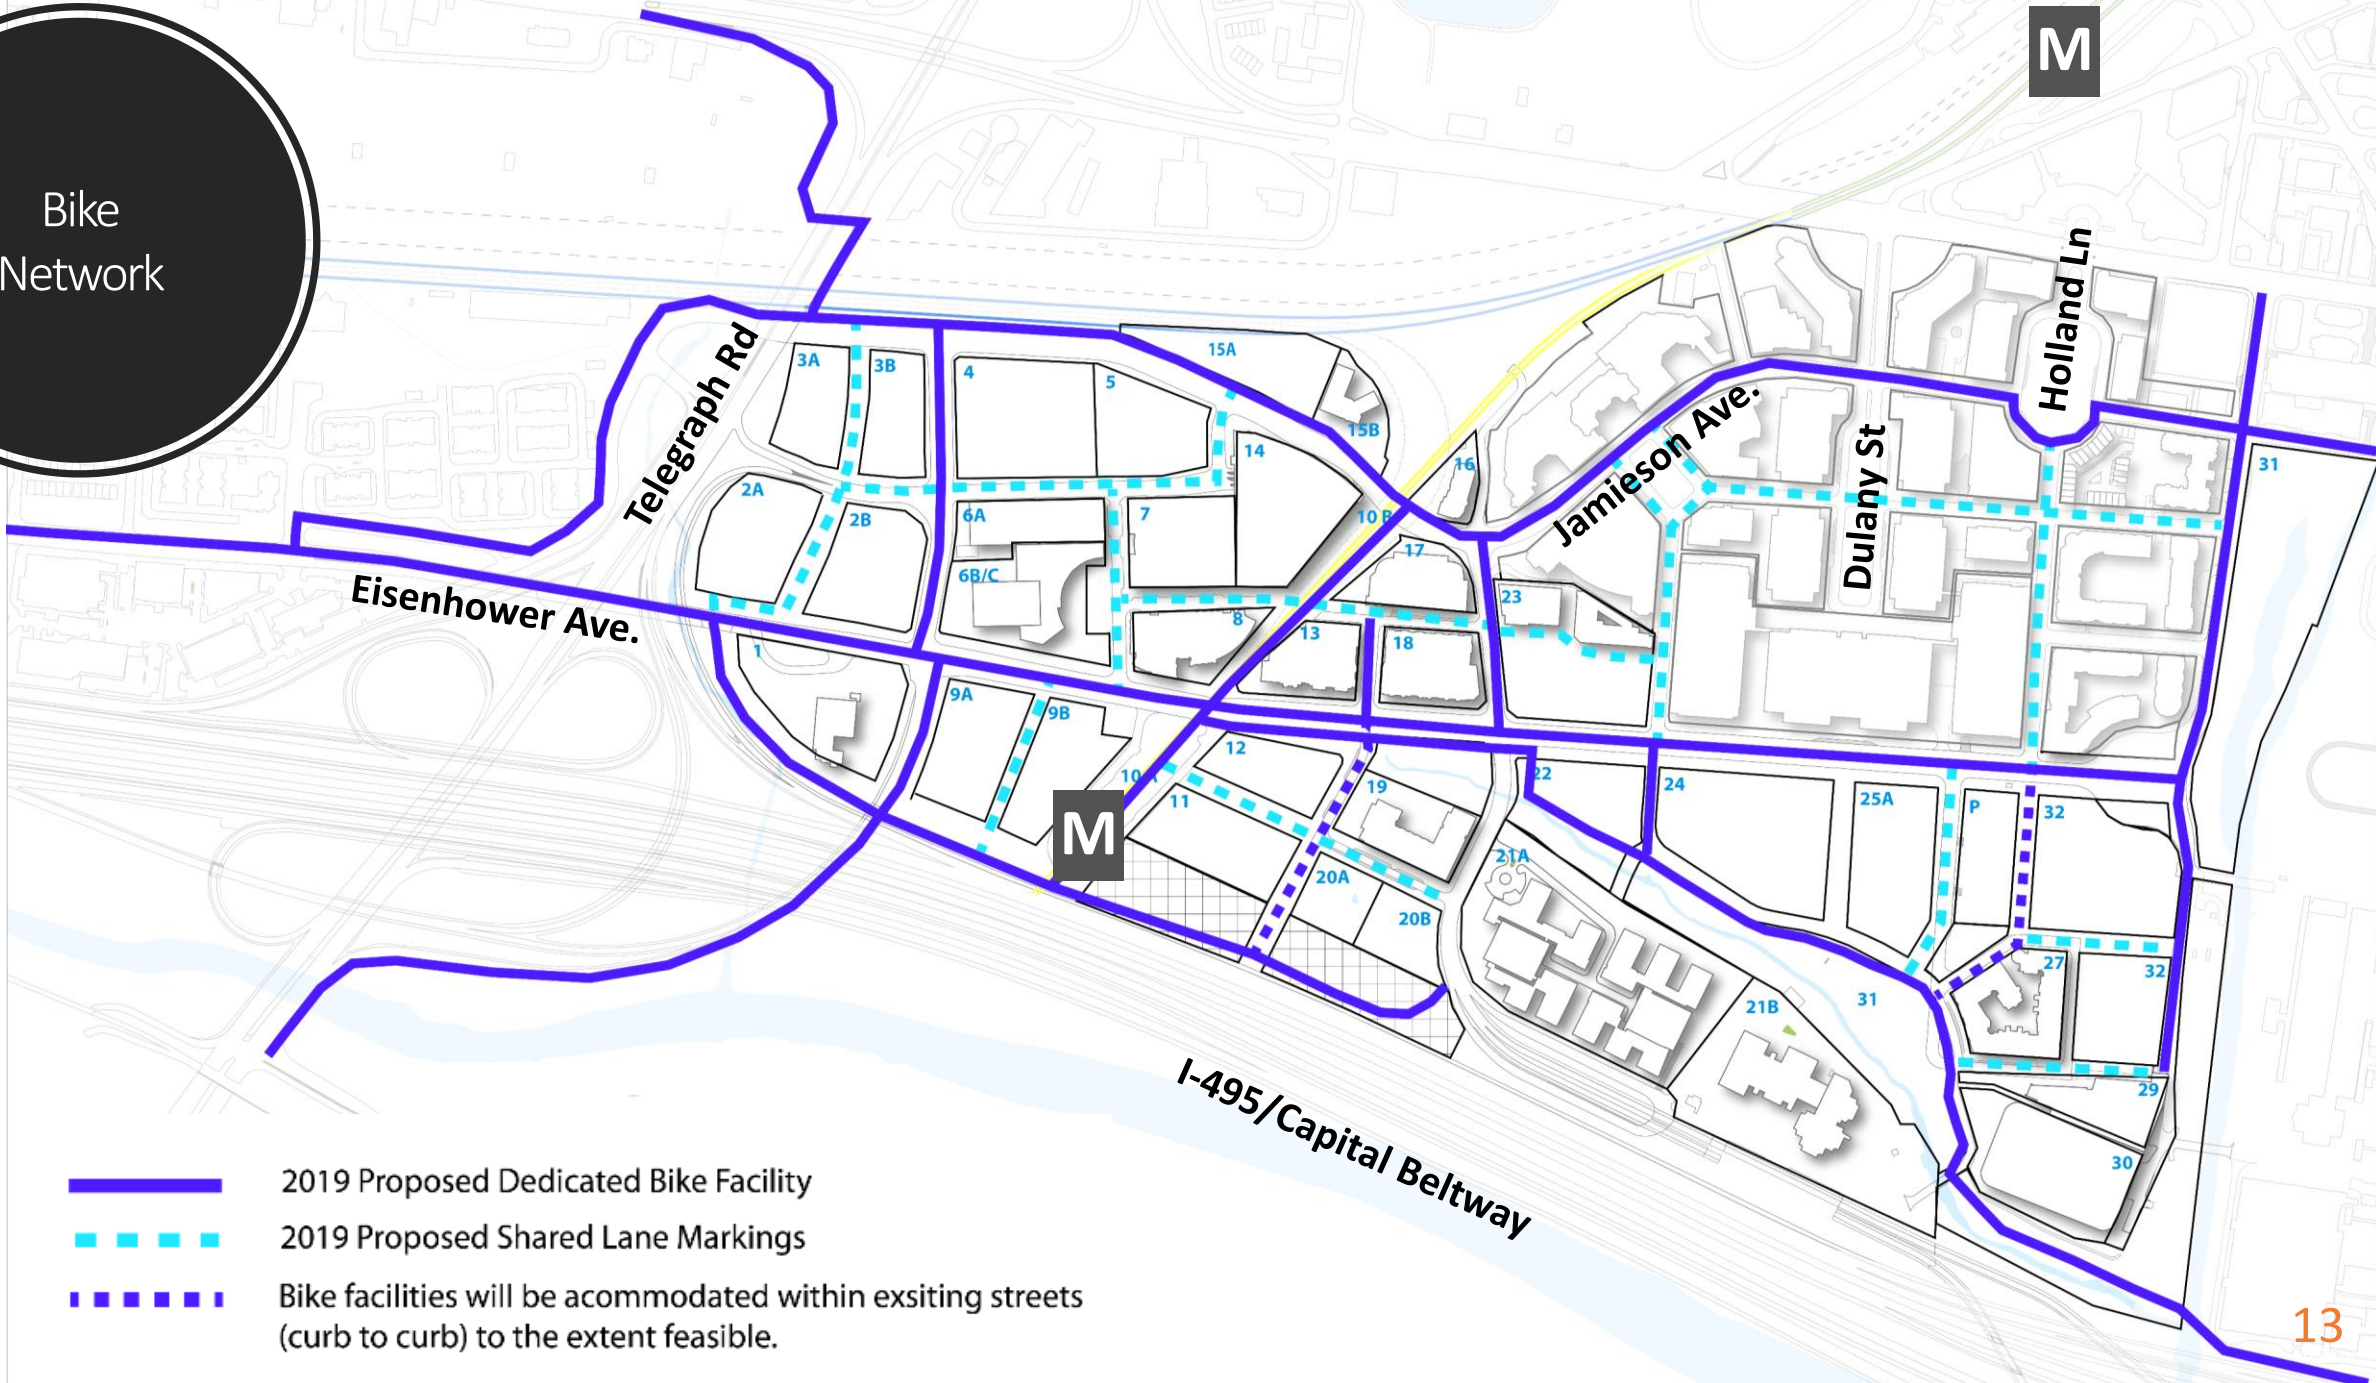 Bike
Network
M
Holland Ln
Telegraph Rd
Jamieson Ave.
Dulany St
Eisenhower Ave.
I-495/Capital Beltway
3A
3B
4
5
15A
15B
14
16
2A
2B
6A
7
10 B
17
31
6B/C
8
13
18
23
1
9A
9B
12
10A
11
19
22
24
25A
P
32
20A
20B
21A
21B
31
27
32
29
30
M
2019 Proposed Dedicated Bike Facility
2019 Proposed Shared Lane Markings
Bike facilities will be acommodated within exsiting streets
(curb to curb) to the extent feasible.
13